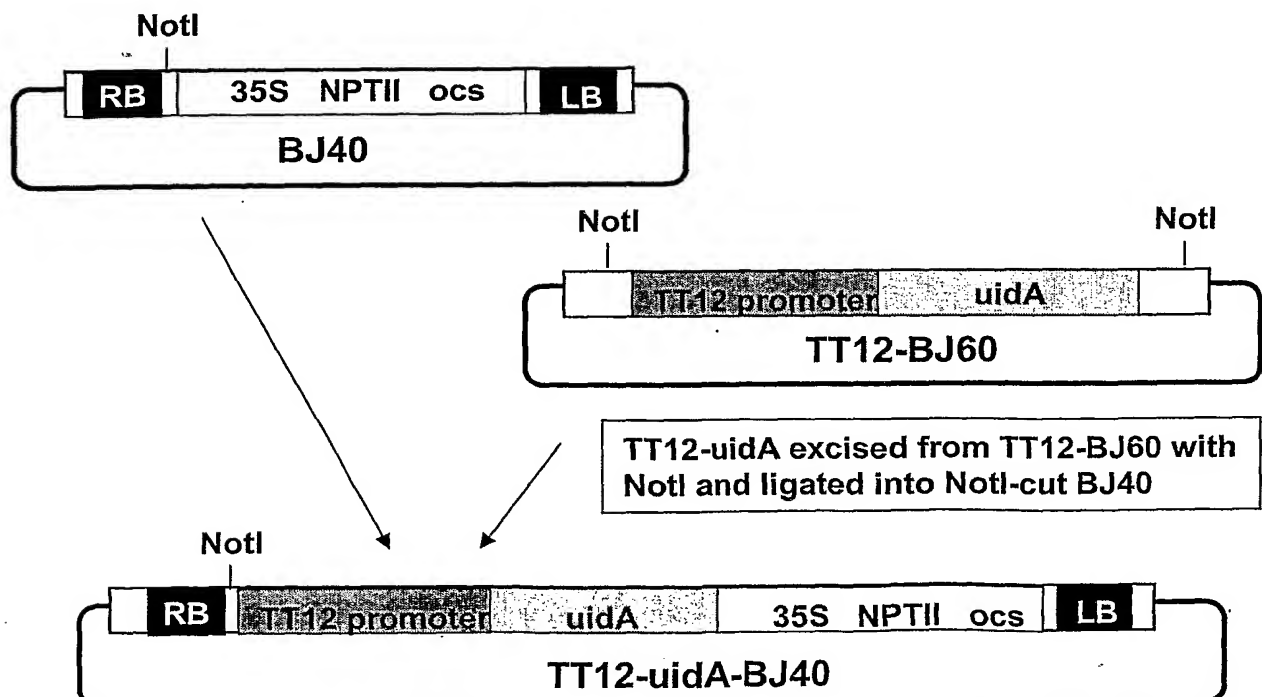 NotI
RB 35S NPTII ocs LB
BJ40
NotI NotI
TT12 promoter uidA
TT12-BJ60
TT12-uidA excised from TT12-BJ60 with
NotI and ligated into NotI-cut BJ40
NotI
RB TT12 promoter uidA 35S NPTII ocs LB
TT12-uidA-BJ40